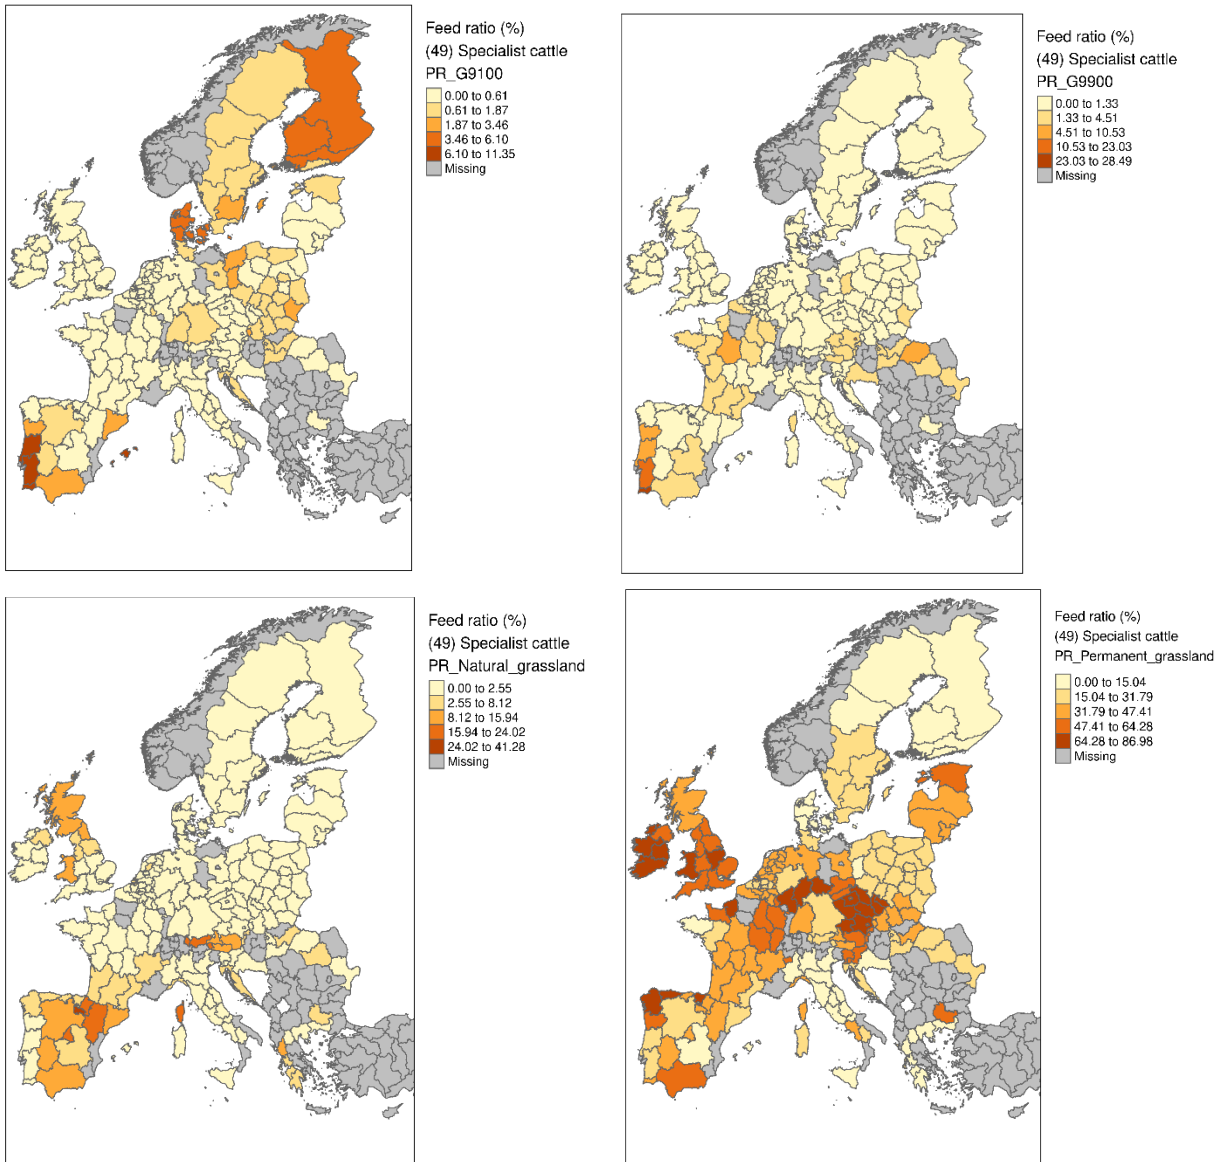 Feed ratio (%)
(49) Specialist cattle
PR_G9100
0.00 to 0.61
0.61 to 1.87
1.87 to 3.46
3.46 to 6.10
6.10 to 11.35
Missing
Feed ratio (%)
(49) Specialist cattle
PR_G9900
0.00 to 1.33
1.33 to 4.51
4.51 to 10.53
10.53 to 23.03
23.03 to 28.49
Missing
Feed ratio (%)
(49) Specialist cattle
PR_Natural_grassland
0.00 to 2.55
2.55 to 8.12
8.12 to 15.94
15.94 to 24.02
24.02 to 41.28
Missing
Feed ratio (%)
(49) Specialist cattle
PR_Permanent_grassland
0.00 to 15.04
15.04 to 31.79
31.79 to 47.41
47.41 to 64.28
64.28 to 86.98
Missing